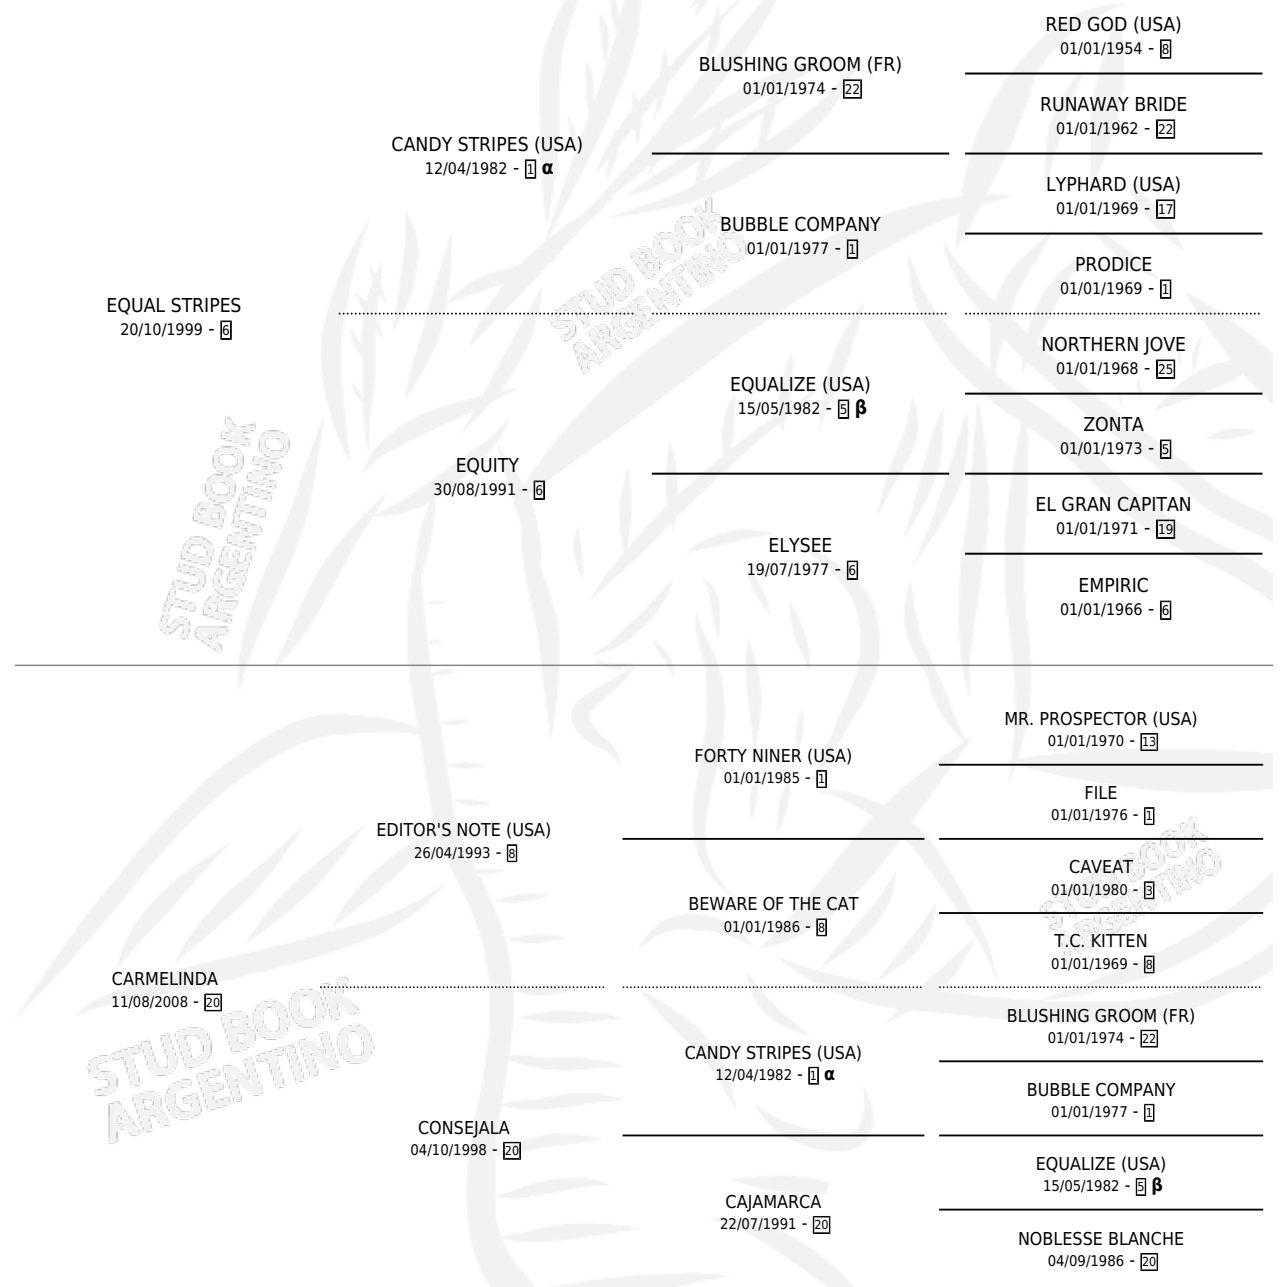 RED GOD (USA)
01/01/1954 - 8
BLUSHING GROOM (FR)
01/01/1974 - 22
RUNAWAY BRIDE
01/01/1962 - 22
CANDY STRIPES (USA)
12/04/1982 - 1 α
LYPHARD (USA)
01/01/1969 - 17
BUBBLE COMPANY
01/01/1977 - 1
PRODICE
01/01/1969 - 1
EQUAL STRIPES
20/10/1999 - 6
NORTHERN JOVE
01/01/1968 - 25
EQUALIZE (USA)
15/05/1982 - 5 β
ZONTA
01/01/1973 - 5
EQUITY
30/08/1991 - 6
EL GRAN CAPITAN
01/01/1971 - 19
ELYSEE
19/07/1977 - 6
EMPIRIC
01/01/1966 - 6
STUD BOOK
ARGENTINO
STUD BOOK
ARGENTINO
MR. PROSPECTOR (USA)
01/01/1970 - 13
FORTY NINER (USA)
01/01/1985 - 1
FILE
01/01/1976 - 1
EDITOR'S NOTE (USA)
26/04/1993 - 8
CAVEAT
01/01/1980 - 3
BEWARE OF THE CAT
01/01/1986 - 8
T.C. KITTEN
01/01/1969 - 8
CARMELINDA
11/08/2008 - 20
BLUSHING GROOM (FR)
01/01/1974 - 22
CANDY STRIPES (USA)
12/04/1982 - 1 α
BUBBLE COMPANY
01/01/1977 - 1
CONSEJALA
04/10/1998 - 20
EQUALIZE (USA)
15/05/1982 - 5 β
CAJAMARCA
22/07/1991 - 20
NOBLESSE BLANCHE
04/09/1986 - 20
STUD BOOK
ARGENTINO
STUD BOOK
ARGENTINO